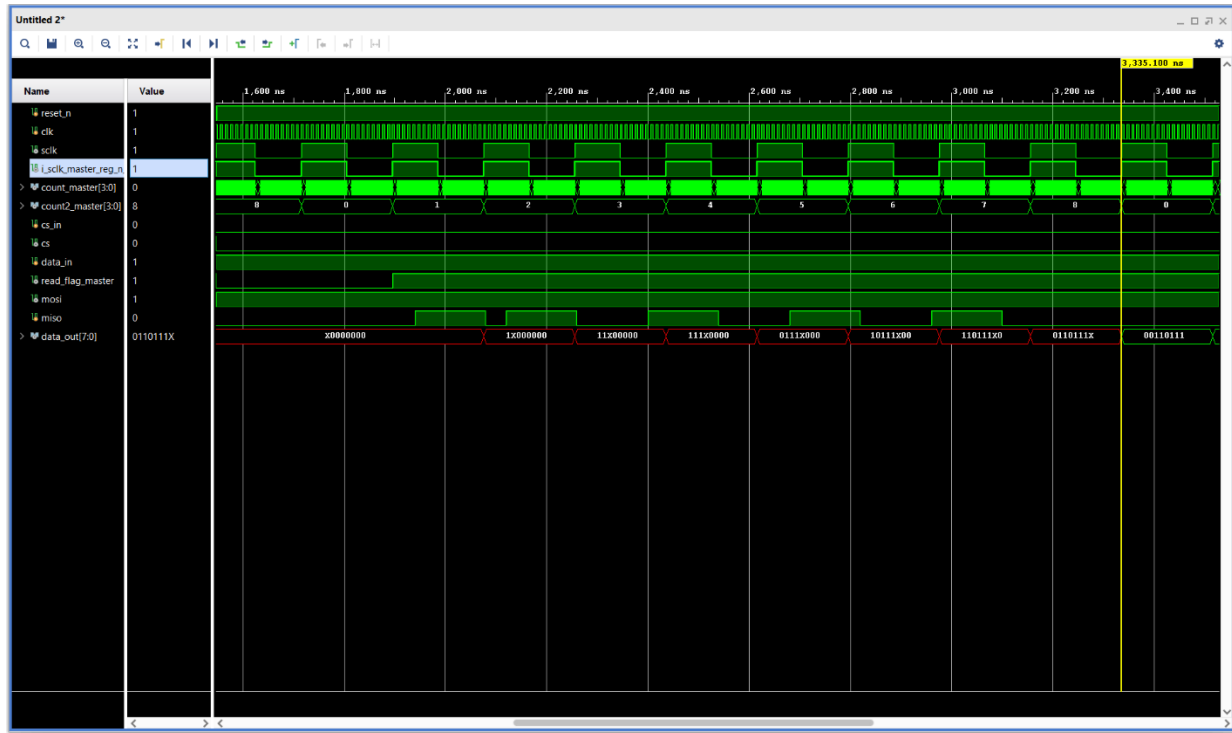 Untitled 2*
3,335.100 ns
Name Value
1,600 ns 1,800 ns 2,000 ns 2,200 ns 2,400 ns 2,600 ns 2,800 ns 3,000 ns 3,200 ns 3,400 ns
reset_n 1
clk 1
sclk 1
i_sclk_master_reg_n 1
count_master[3:0] 0
count2_master[3:0] 8 8 0 1 2 3 4 5 6 7 8 0
cs_in 0
cs 0
data_in 1
read_flag_master 1
mosi 1
miso 0
data_out[7:0] 0110111X X0000000 1X000000 11X00000 111X0000 0111X000 10111X00 110111X0 0110111X 00110111